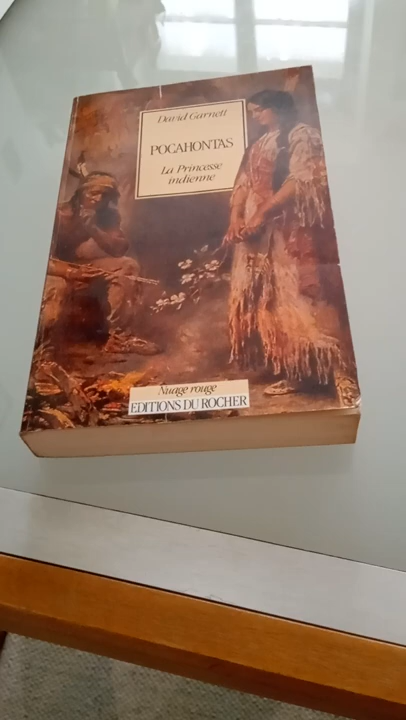 David Garnett
POCAHONTAS
La Princesse
indienne
Nuage rouge
EDITIONS DU ROCHER